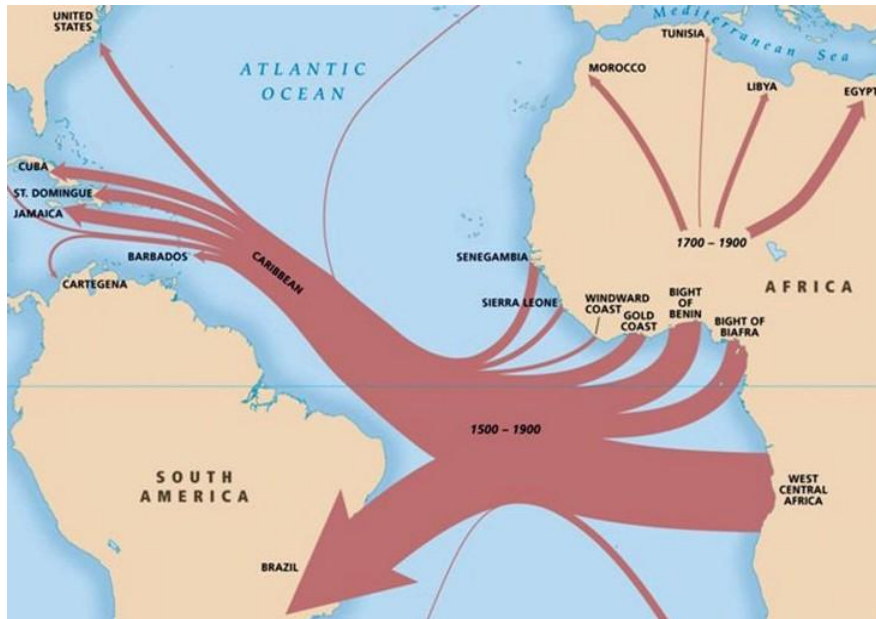 UNITED
STATES
ATLANTIC
OCEAN
Mediterranean Sea
TUNISIA
MOROCCO
LIBYA
EGYPT
CUBA
ST. DOMINGUE
JAMAICA
BARBADOS
CARTEGENA
CARIBBEAN
1700 – 1900
SENEGAMBIA
SIERRA LEONE
WINDWARD
COAST
GOLD
COAST
BIGHT
OF
BENIN
BIGHT OF
BIAFRA
AFRICA
1500 – 1900
SOUTH
AMERICA
WEST
CENTRAL
AFRICA
BRAZIL